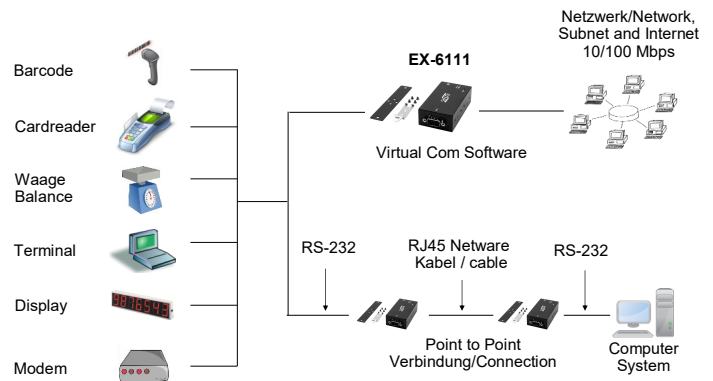 Netzwerk/Network,
Subnet and Internet
10/100 Mbps
EX-6111
Virtual Com Software
Barcode
Cardreader
Waage
Balance
Terminal
Display
Modem
9876543
RS-232
RJ45 Netware
Kabel / cable
RS-232
Point to Point
Verbindung/Connection
Computer
System